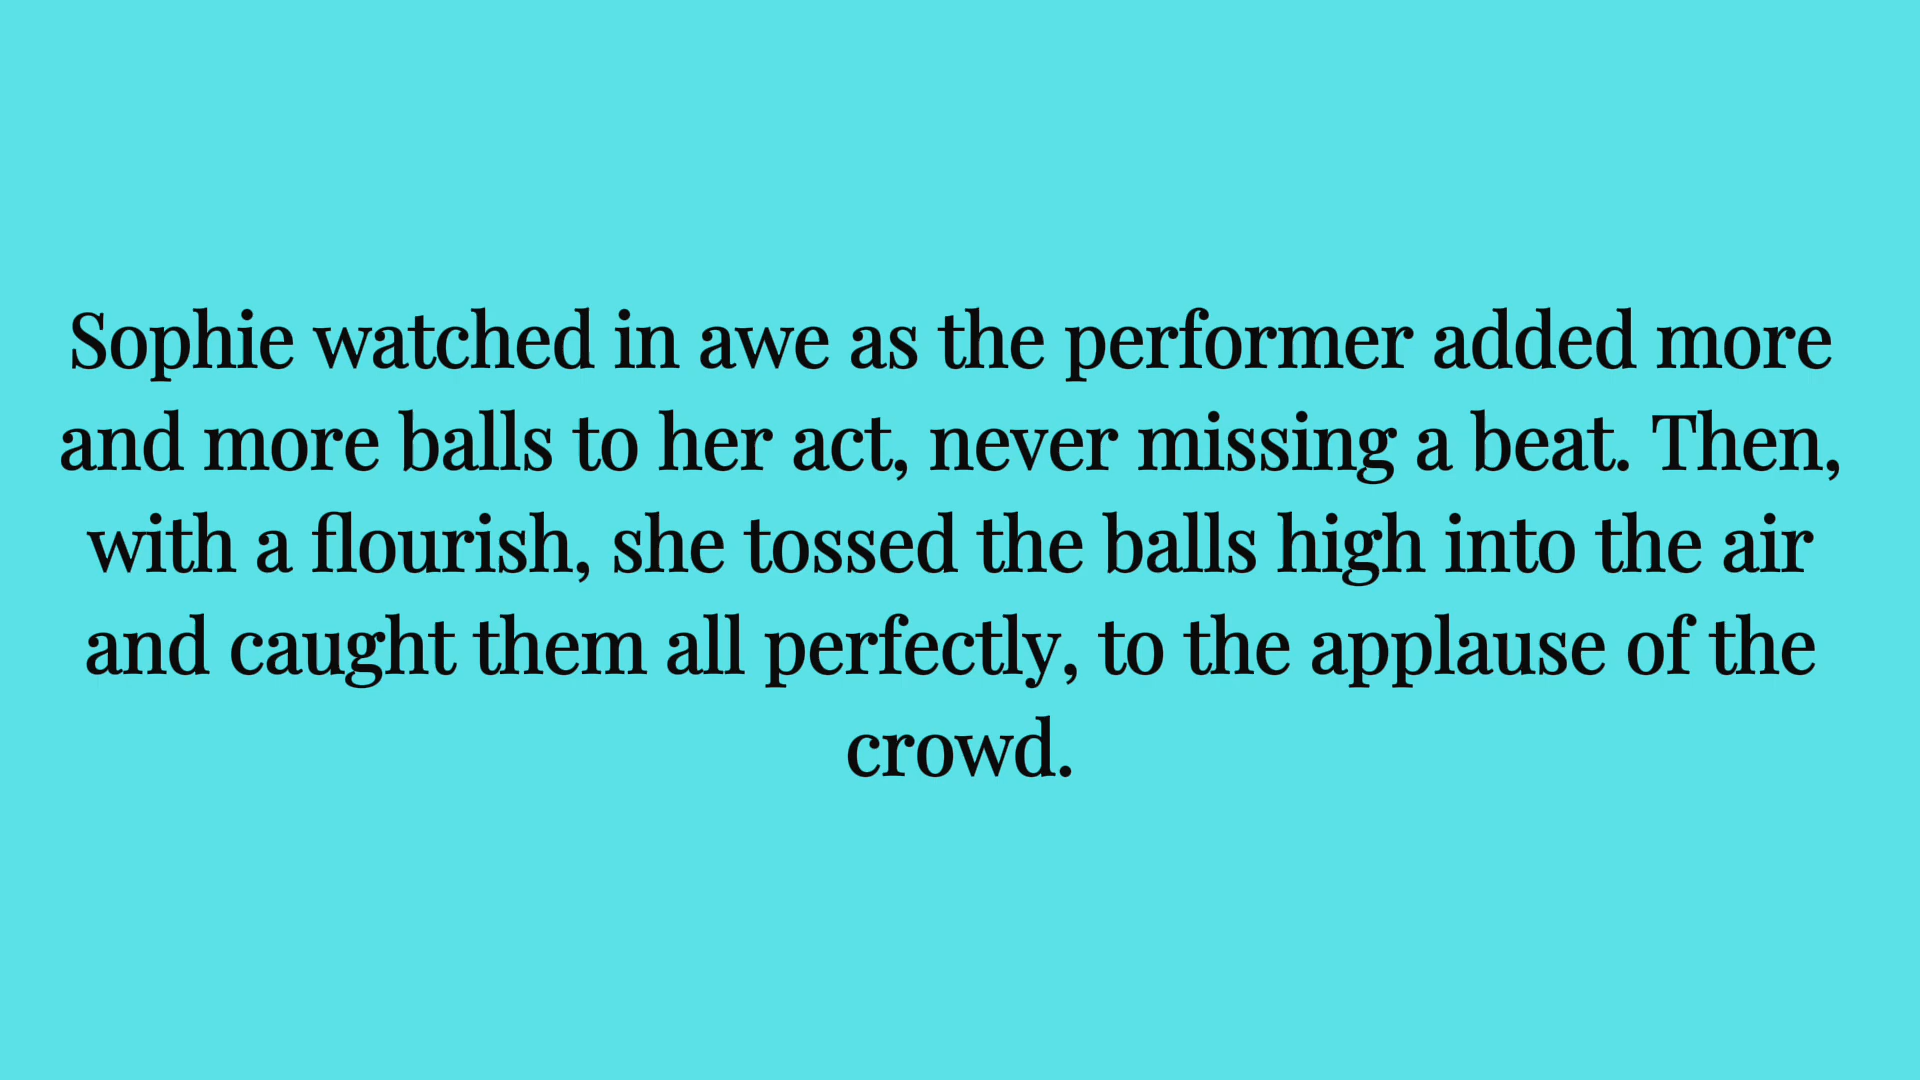 Sophie watched in awe as the performer added more
and more balls to her act, never missing a beat. Then,
with a flourish, she tossed the balls high into the air
and caught them all perfectly, to the applause of the
crowd.